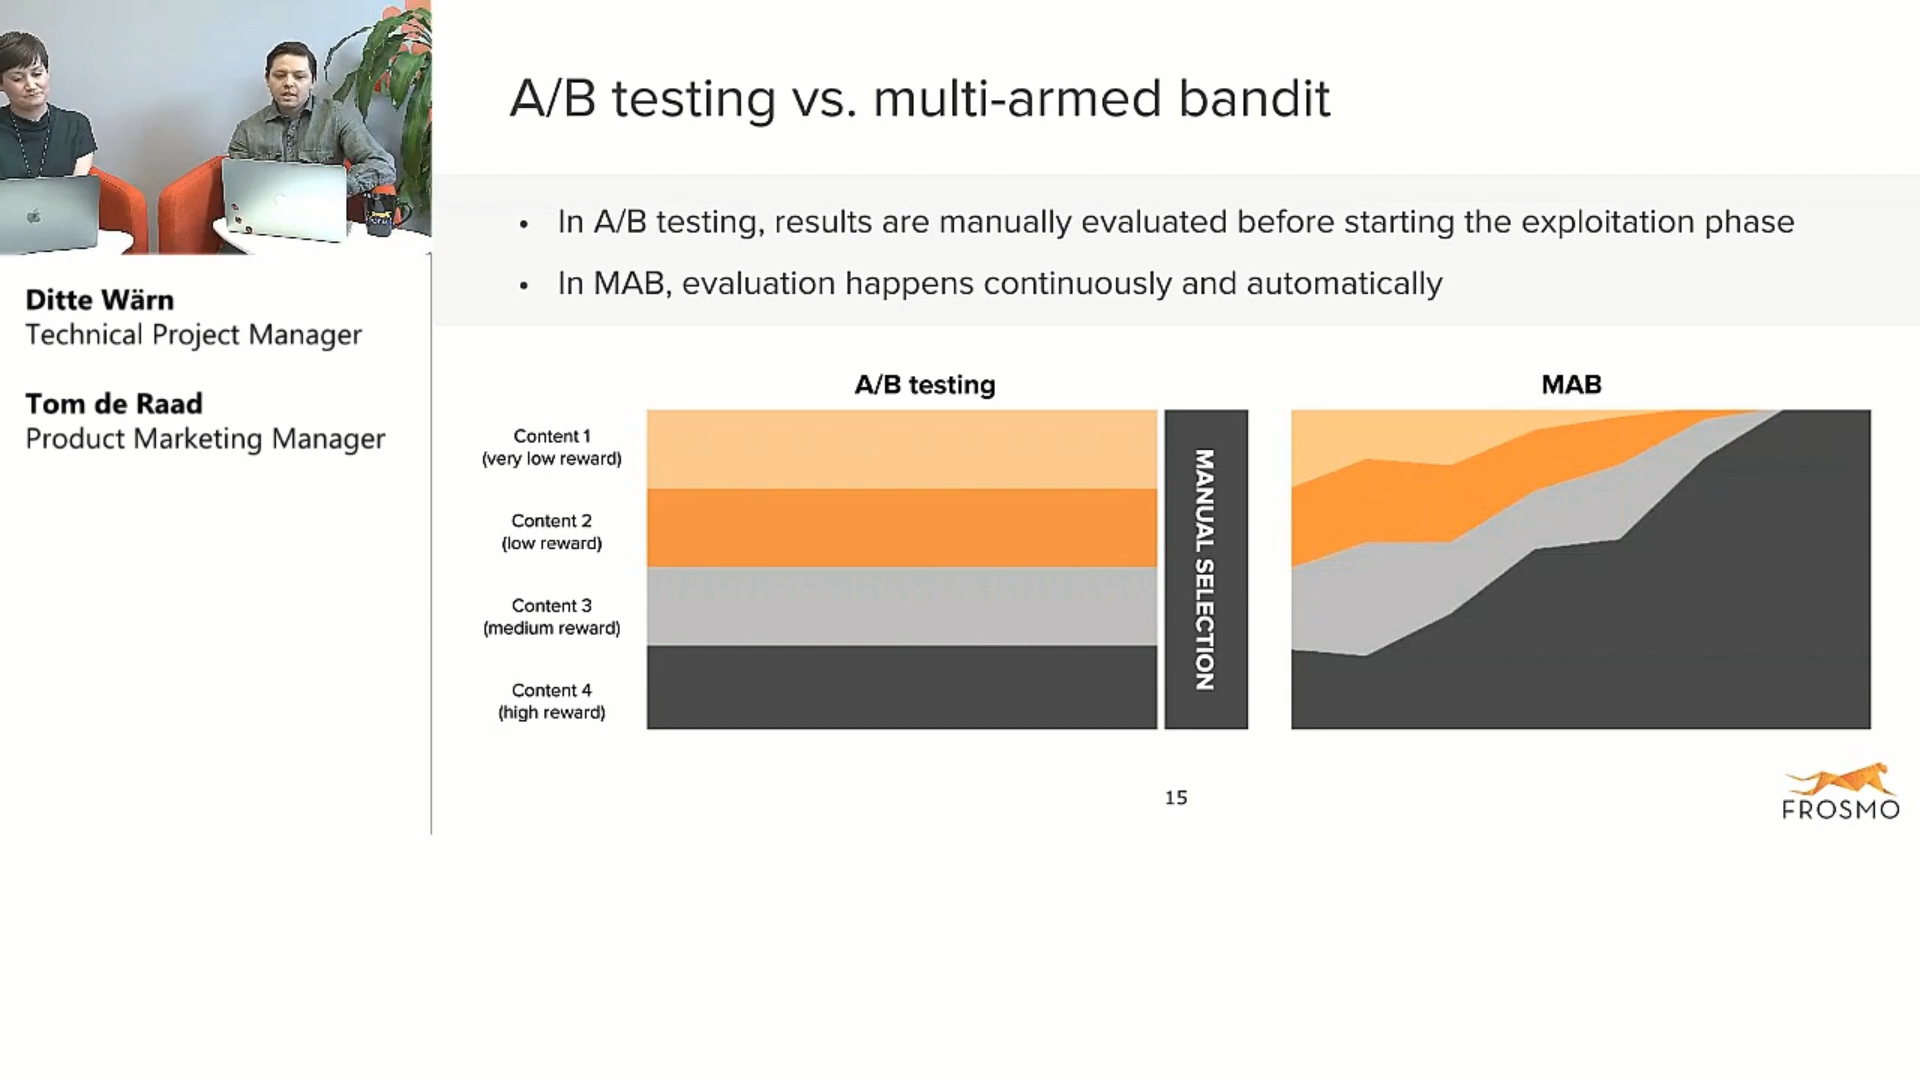 A/B testing vs. multi-armed bandit
• In A/B testing, results are manually evaluated before starting the exploitation phase
• In MAB, evaluation happens continuously and automatically
Ditte Wärn
Technical Project Manager
Tom de Raad
Product Marketing Manager
A/B testing
MAB
Content 1
(very low reward)
Content 2
(low reward)
Content 3
(medium reward)
Content 4
(high reward)
MANUAL SELECTION
15
FROSMO